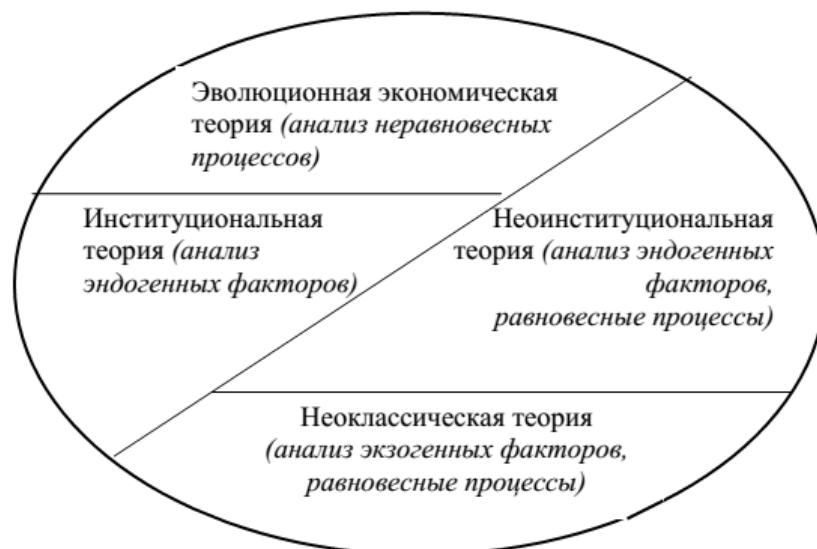 Эволюционная экономическая
теория (анализ неравновесных
процессов)
Институциональная
теория (анализ
эндогенных факторов)
Неоинституциональная
теория (анализ эндогенных
факторов,
равновесные процессы)
Неоклассическая теория
(анализ экзогенных факторов,
равновесные процессы)